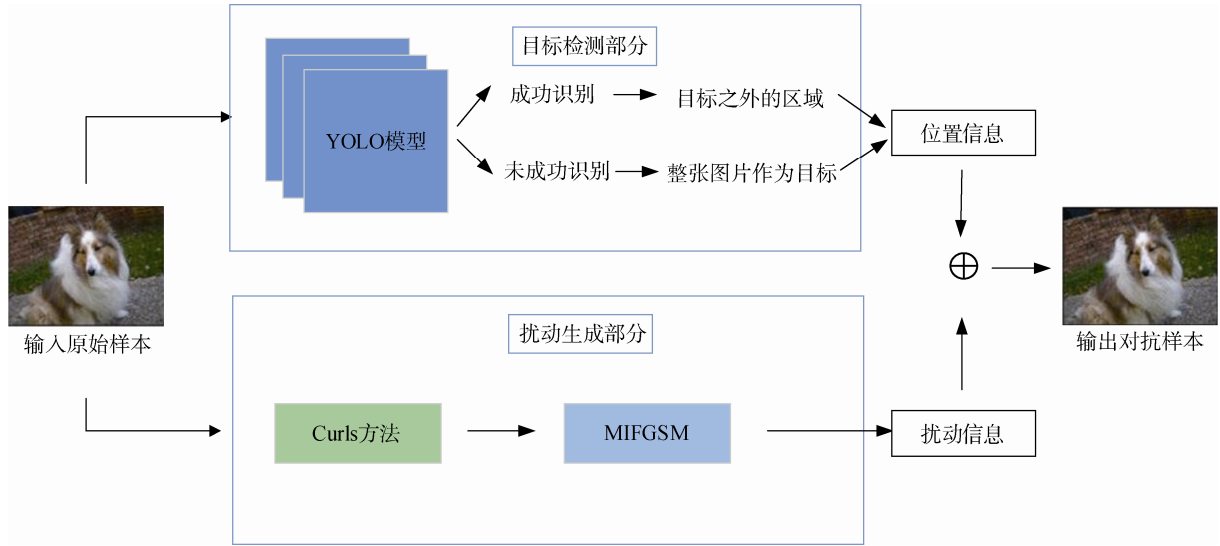 目标检测部分
YOLO模型
成功识别
目标之外的区域
未成功识别
整张图片作为目标
位置信息
输入原始样本
输出对抗样本
扰动生成部分
Curls方法
MIFGSM
扰动信息